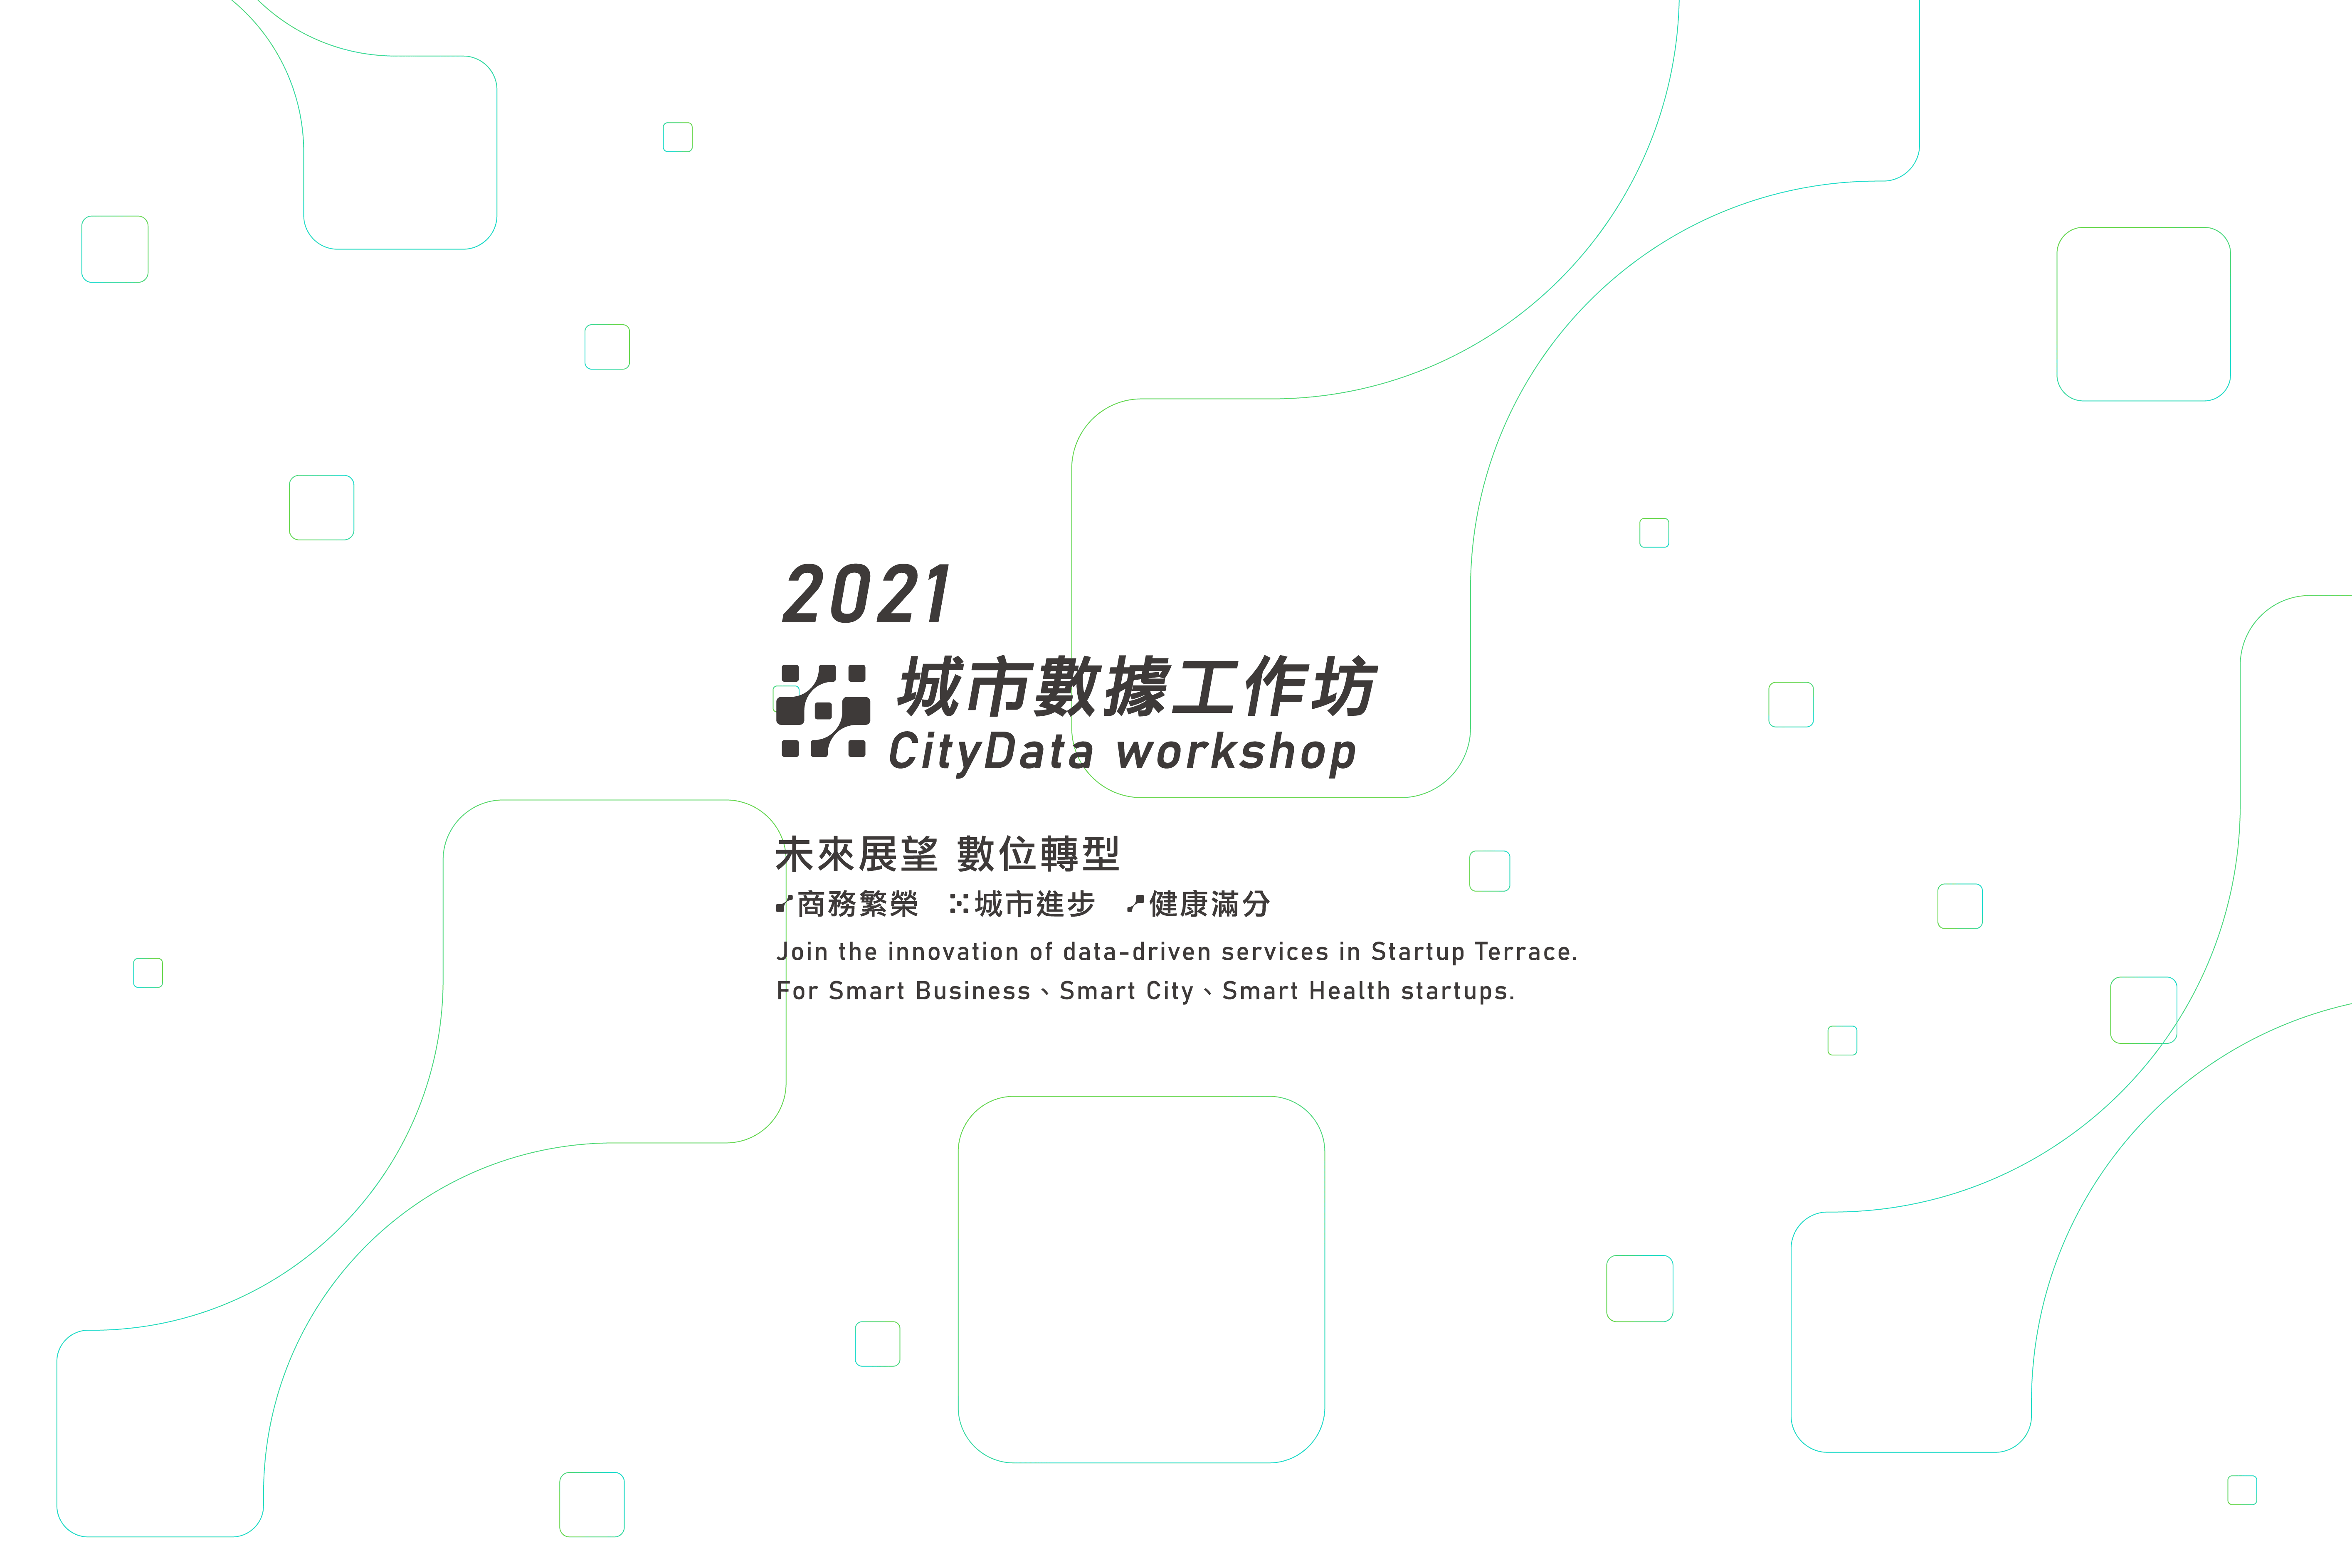 2021
城市數據工作坊
CityData workshop
未來展望 數位轉型
商務繁榮 城市進步 健康滿分
Join the innovation of data-driven services in Startup Terrace.
For Smart Business、Smart City、Smart Health startups.